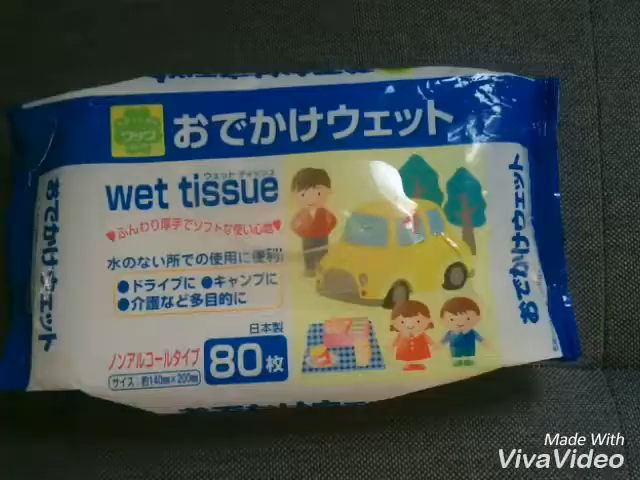 おでかけウェット
ウェット ティッシュ
wet tissue
ふんわり厚手でソフトな使い心地
水のない所での使用に便利!
●ドライブに ●キャンプに
●介護など多目的に
日本製
ノンアルコールタイプ
80枚
サイズ:約140mm×200mm
おでかけウェット
おでかけウェット
Made With
VivaVideo